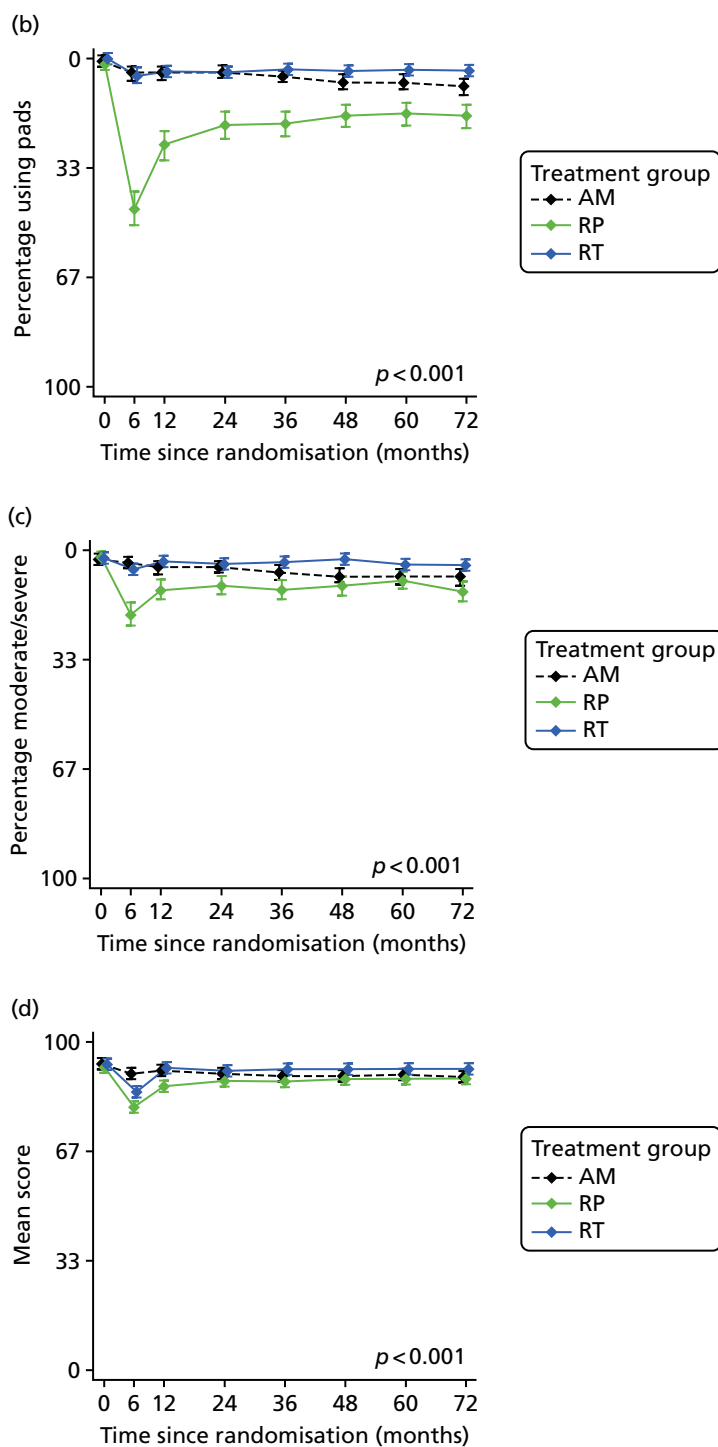 (b)
0
33
67
100
Percentage using pads
p < 0.001
0 6 12 24 36 48 60 72
Time since randomisation (months)
Treatment group
AM
RP
RT
(c)
0
33
67
100
Percentage moderate/severe
p < 0.001
0 6 12 24 36 48 60 72
Time since randomisation (months)
Treatment group
AM
RP
RT
(d)
100
67
33
0
Mean score
p < 0.001
0 6 12 24 36 48 60 72
Time since randomisation (months)
Treatment group
AM
RP
RT